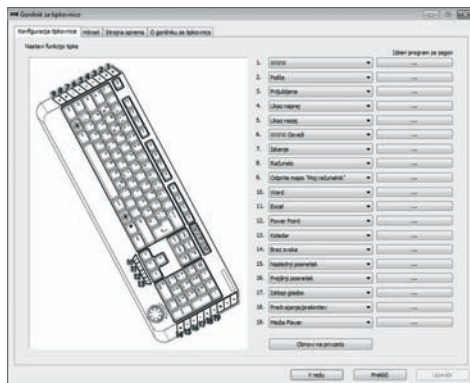 Gonilnik za tipkovnico
Konfiguracija tipkovnice Hitrost Strojna oprema O gonilniku za tipkovnico
Nastavi funkcijo tipke
Izberi program za zagon
1. WWW ...
2. Pošta ...
3. Priljubljene ...
4. Ukaz naprej ...
5. Ukaz nazaj ...
6. WWW Osveži ...
7. Iskanje ...
8. Računalo ...
9. Odprite mapo "Moj računalnik" ...
10. Word ...
11. Excel ...
12. Power Point ...
13. Koledar ...
14. Brez zvoka ...
15. Naslednji posnetek ...
16. Prejšnji posnetek ...
17. Izklopi glasbo ...
18. Predvajanje/prekinitev ...
19. Media Player ...
Obnovi na privzeto
V redu Prekliči Uporabi